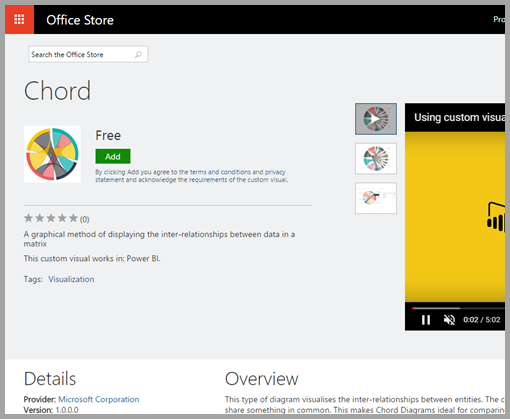 Office Store
Search the Office Store
Chord
Free
Add
By clicking Add you agree to the terms and conditions and privacy
statement and acknowledge the requirements of the custom visual.
(0)
A graphical method of displaying the inter-relationships between data in a
matrix
This custom visual works in: Power BI.
Tags: Visualization
Using custom
0:02 / 5:02
Details
Provider: Microsoft Corporation
Version: 1.0.0.0
Overview
This type of diagram visualises the inter-relationships between entities. The
share something in common. This makes Chord Diagrams ideal for